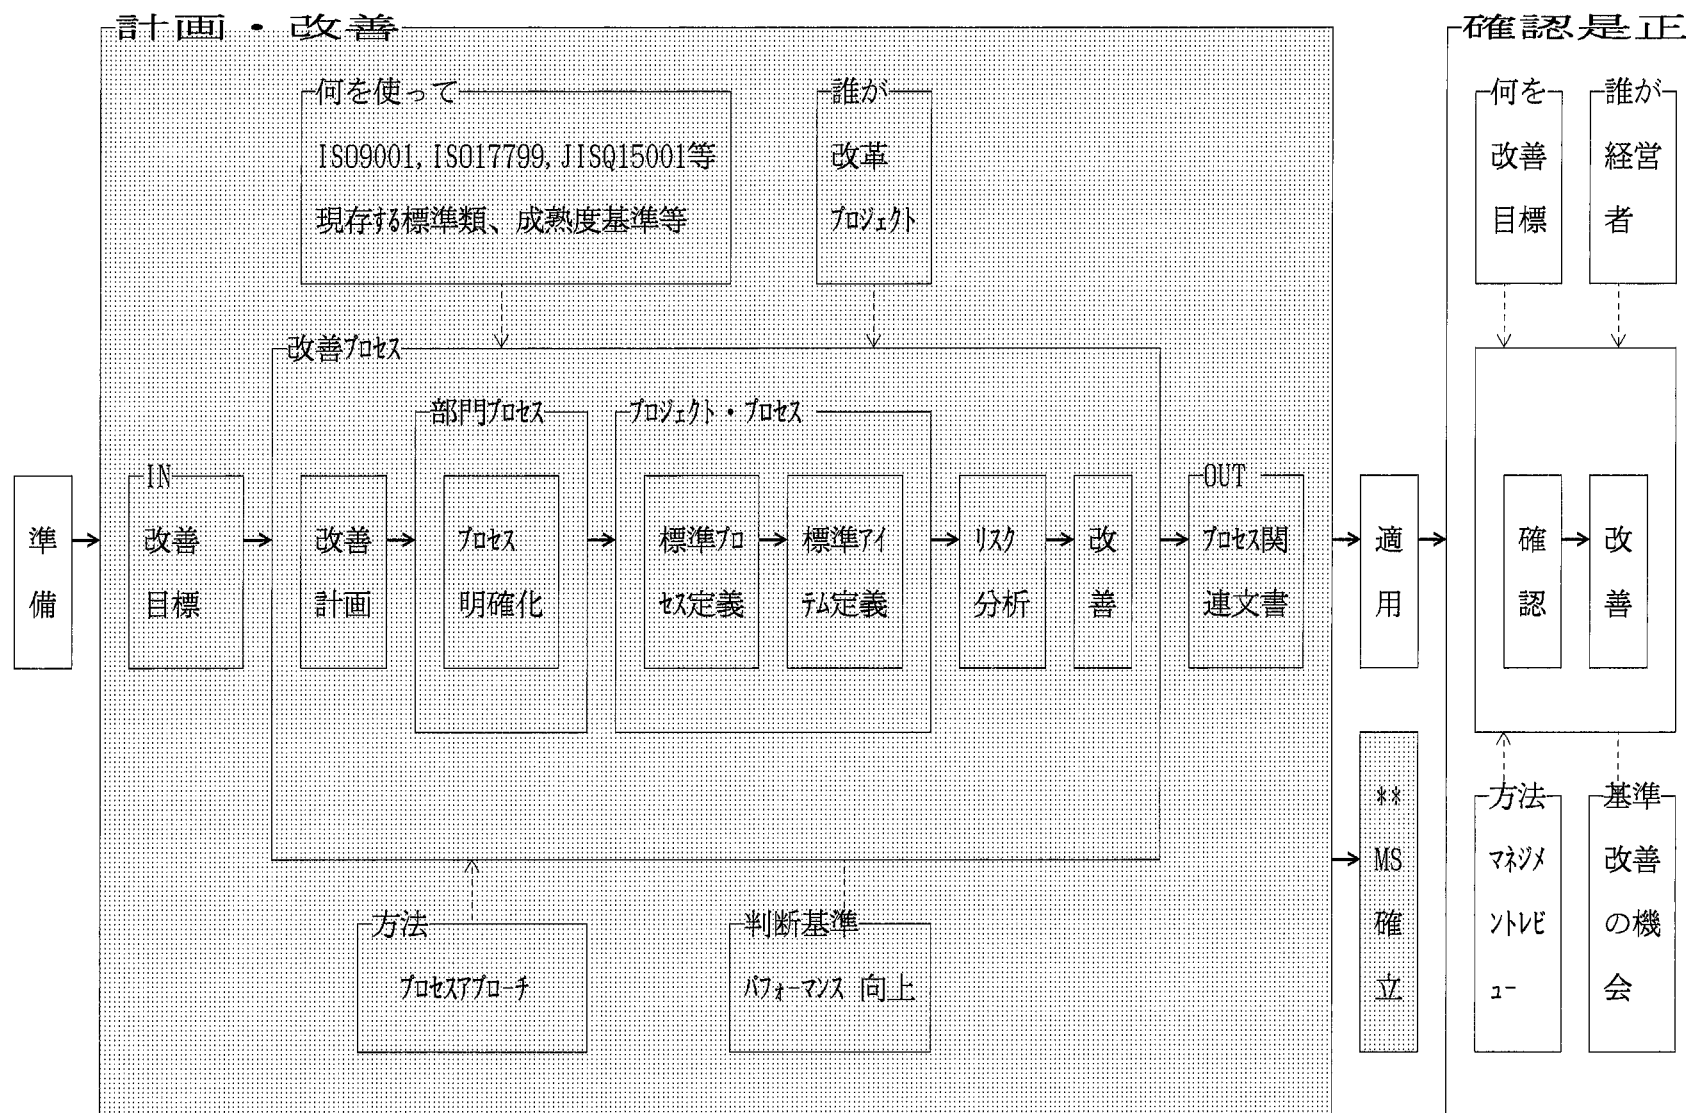 計画・改善
確認是正
何を使って
ISO9001,ISO17799,JISQ15001等
現存する標準類、成熟度基準等
誰が
改革
プロジェクト
何を
改善
目標
誰が
経営
者
改善プロセス
部門プロセス
プロジェクト・プロセス
準
備
IN
改善
目標
改善
計画
プロセス
明確化
標準プロ
セス定義
標準アイ
テム定義
リスク
分析
改
善
OUT
プロセス関
連文書
適
用
確
認
改
善
**
MS
確
立
方法
プロセスアプローチ
判断基準
パフォーマンス 向上
方法
マネジメ
ントレビ
ュー
基準
改善
の機
会